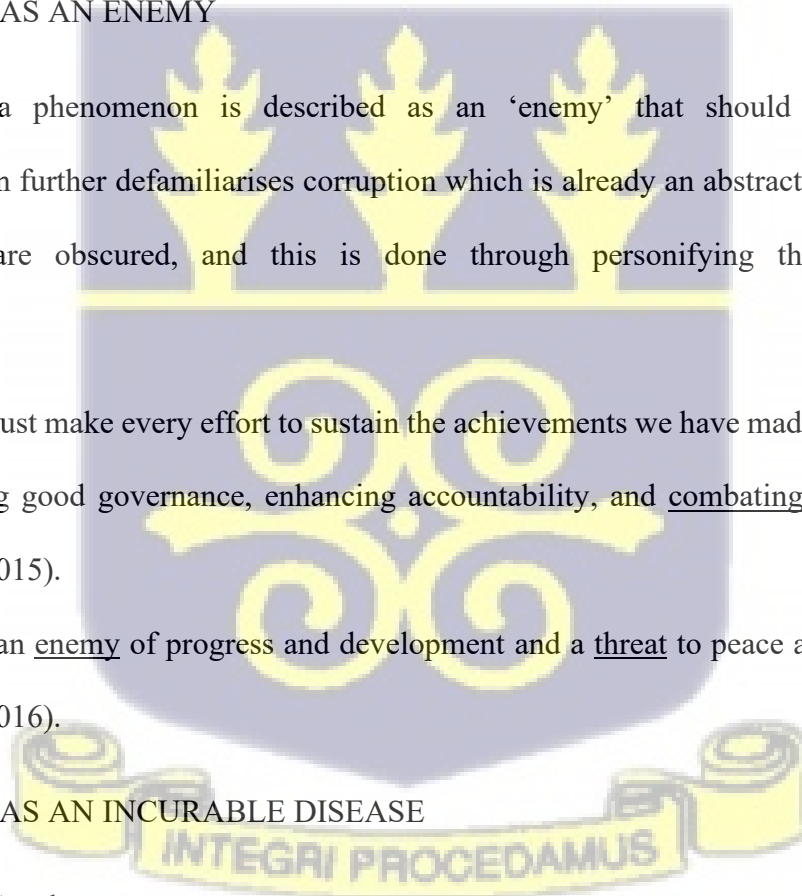 AS AN ENEMY
a phenomenon is described as an ‘enemy’ that should
further defamiliarises corruption which is already an abstract
are obscured, and this is done through personifying
make every effort to sustain the achievements we have
good governance, enhancing accountability, and combating
015).
an enemy of progress and development and a threat to peace
016).
AS AN INCURABLE DISEASE
INTEGRI PROCEDAMUS